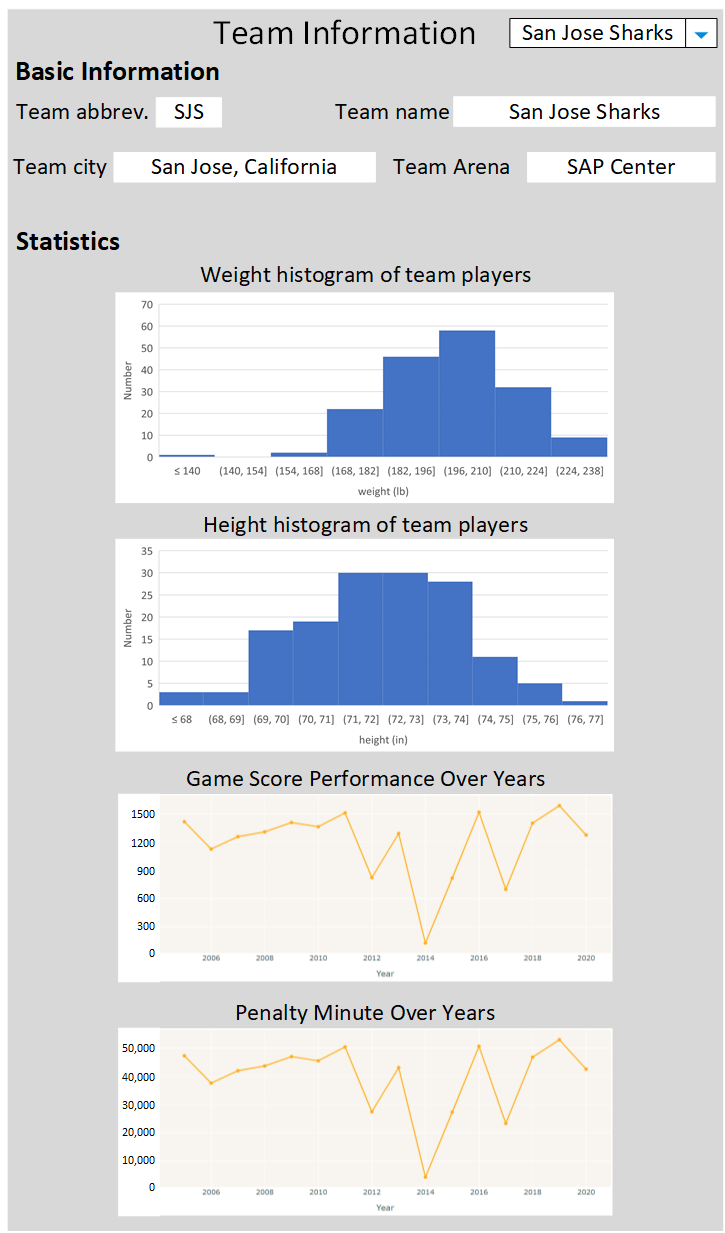 Team Information
San Jose Sharks
Basic Information
Team abbrev. SJS Team name San Jose Sharks
Team city San Jose, California Team Arena SAP Center
Statistics
Weight histogram of team players
70
60
50
40
30
20
10
0
Number
≤ 140 (140, 154] (154, 168] (168, 182] (182, 196] (196, 210] (210, 224] (224, 238]
weight (lb)
Height histogram of team players
35
30
25
20
15
10
5
0
Number
≤ 68 (68, 69] (69, 70] (70, 71] (71, 72] (72, 73] (73, 74] (74, 75] (75, 76] (76, 77]
height (in)
Game Score Performance Over Years
1500
1200
900
600
300
0
2006 2008 2010 2012 2014 2016 2018 2020
Year
Penalty Minute Over Years
50,000
40,000
30,000
20,000
10,000
0
2006 2008 2010 2012 2014 2016 2018 2020
Year